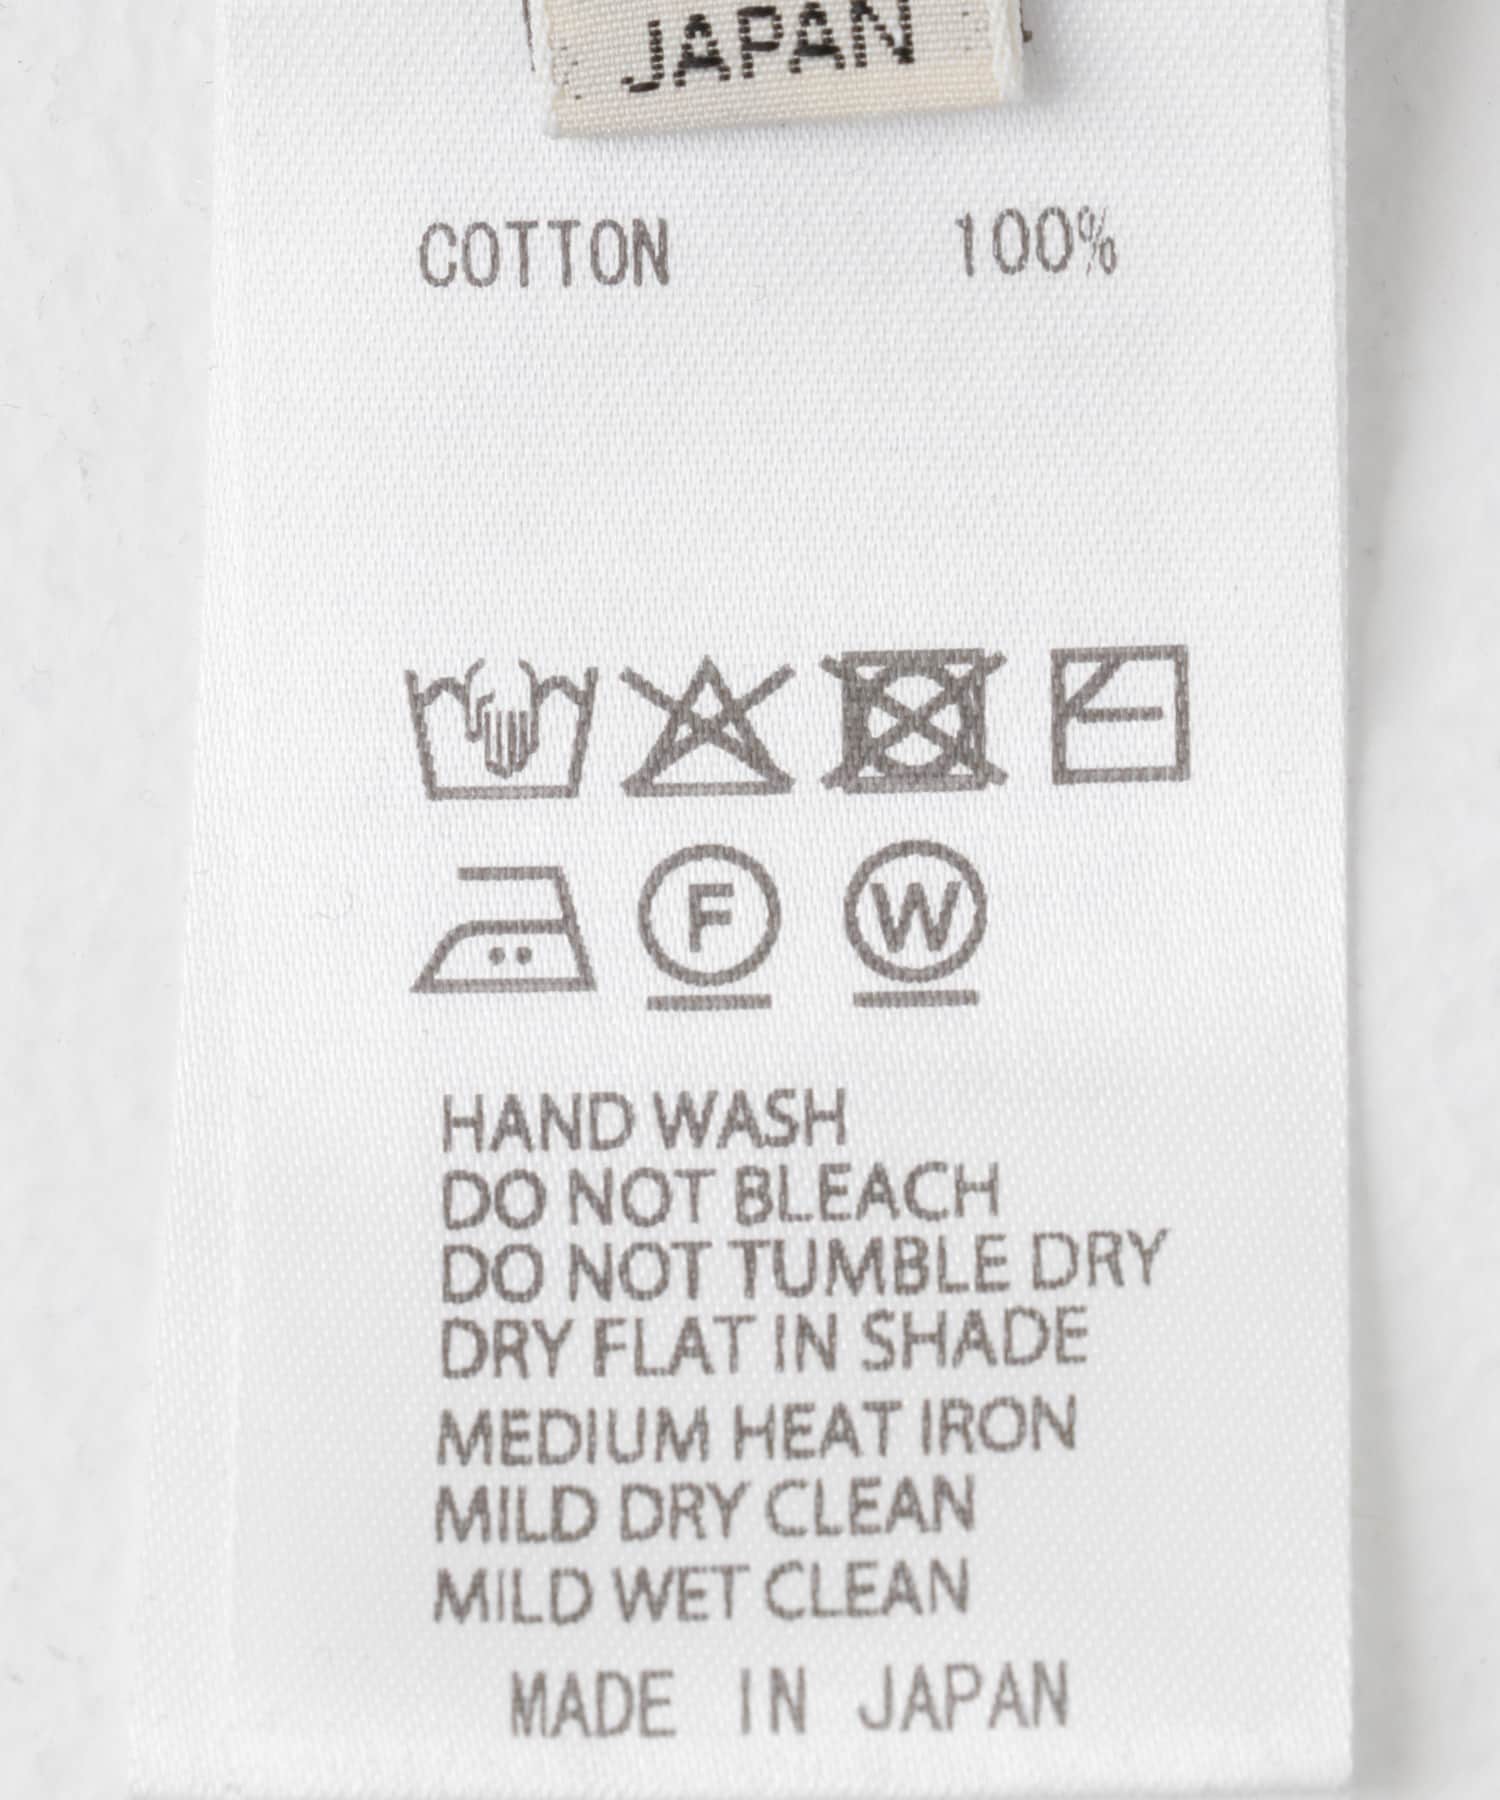 JAPAN
COTTON 100%
F W
HAND WASH
DO NOT BLEACH
DO NOT TUMBLE DRY
DRY FLAT IN SHADE
MEDIUM HEAT IRON
MILD DRY CLEAN
MILD WET CLEAN
MADE IN JAPAN